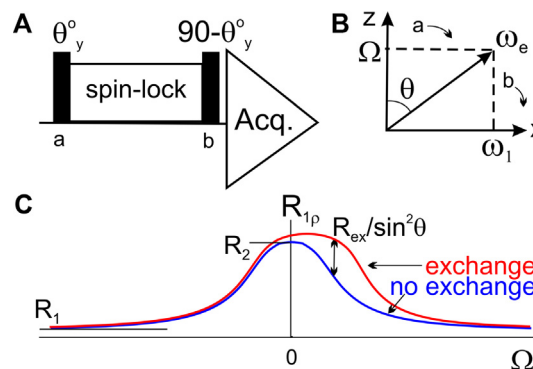 A
θ°y
90-θ°y
spin-lock
Acq.
a
b
B
z
a
Ω
ωe
θ
b
ω1
C
R1ρ
Rex/sin²θ
R2
exchange
no exchange
R1
0
Ω